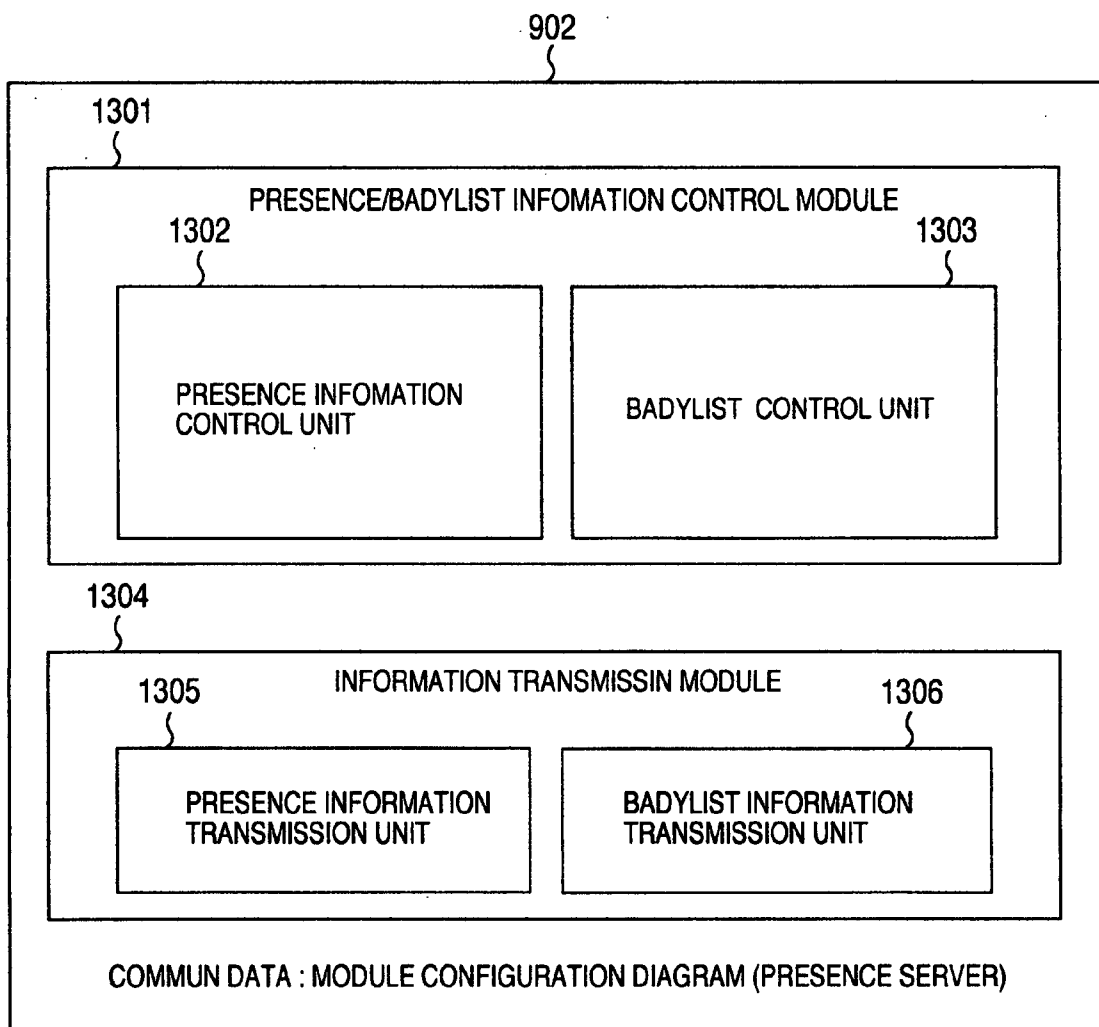 902
1301
PRESENCE/BADYLIST INFOMATION CONTROL MODULE
1302
1303
PRESENCE INFOMATION
CONTROL UNIT
BADYLIST CONTROL UNIT
1304
INFORMATION TRANSMISSIN MODULE
1305
1306
PRESENCE INFORMATION
TRANSMISSION UNIT
BADYLIST INFORMATION
TRANSMISSION UNIT
COMMUN DATA : MODULE CONFIGURATION DIAGRAM (PRESENCE SERVER)